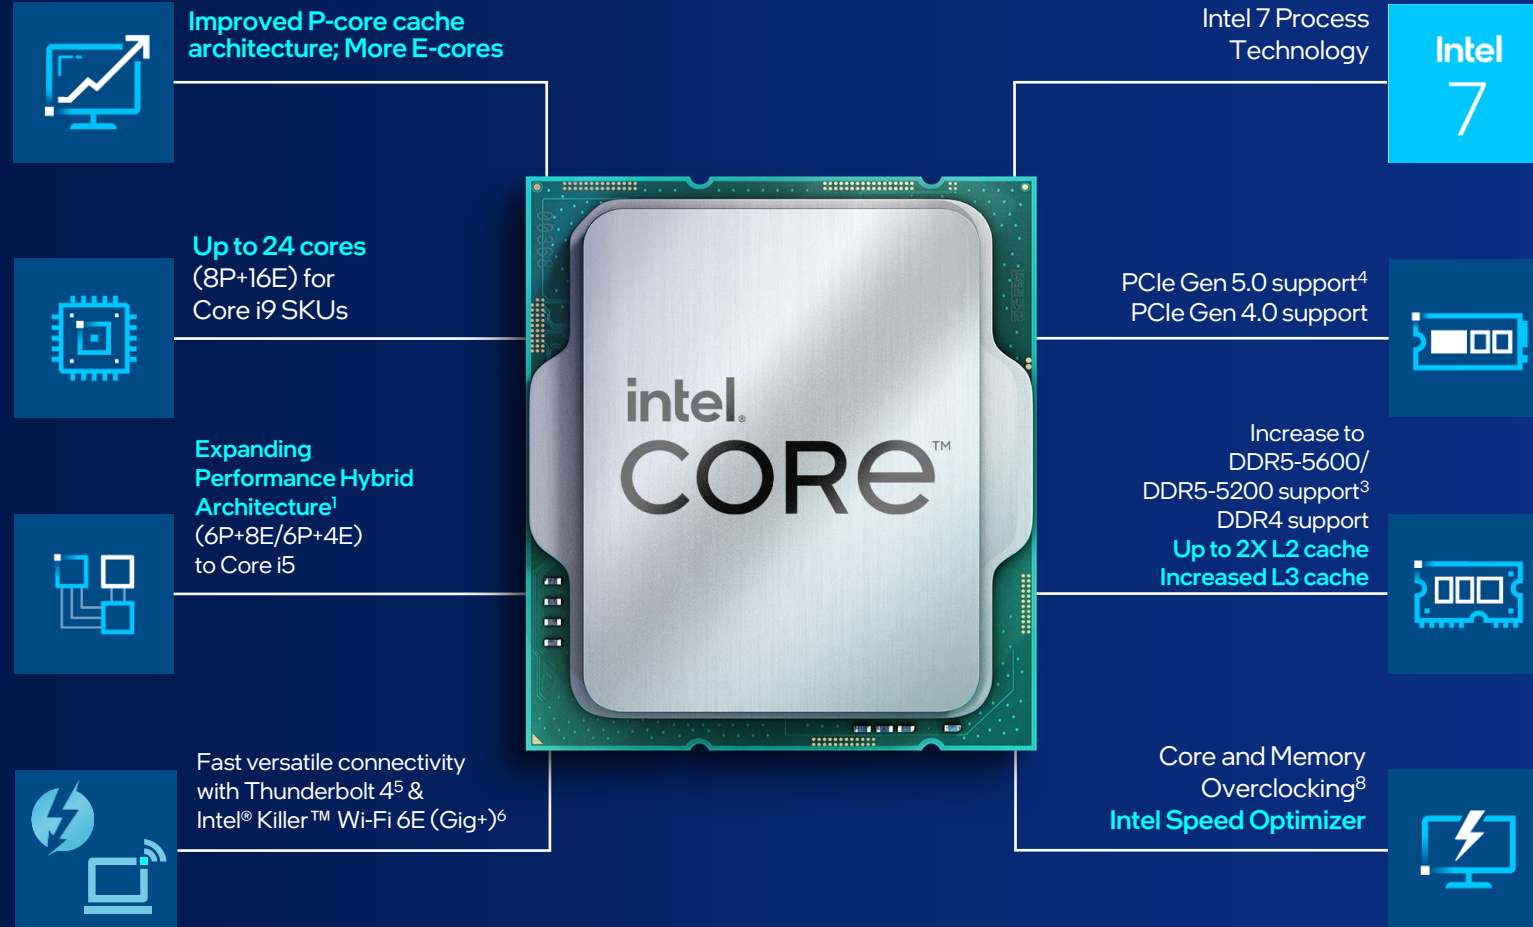 Improved P-core cache
architecture; More E-cores
Up to 24 cores
(8P+16E) for
Core i9 SKUs
Expanding
Performance Hybrid
Architecture¹
(6P+8E/6P+4E)
to Core i5
Fast versatile connectivity
with Thunderbolt 4⁵ &
Intel® Killer™ Wi-Fi 6E (Gig+)⁶
intel®
CORE™
Intel 7 Process
Technology
Intel
7
PCIe Gen 5.0 support⁴
PCIe Gen 4.0 support
Increase to
DDR5-5600/
DDR5-5200 support³
DDR4 support
Up to 2X L2 cache
Increased L3 cache
Core and Memory
Overclocking⁸
Intel Speed Optimizer